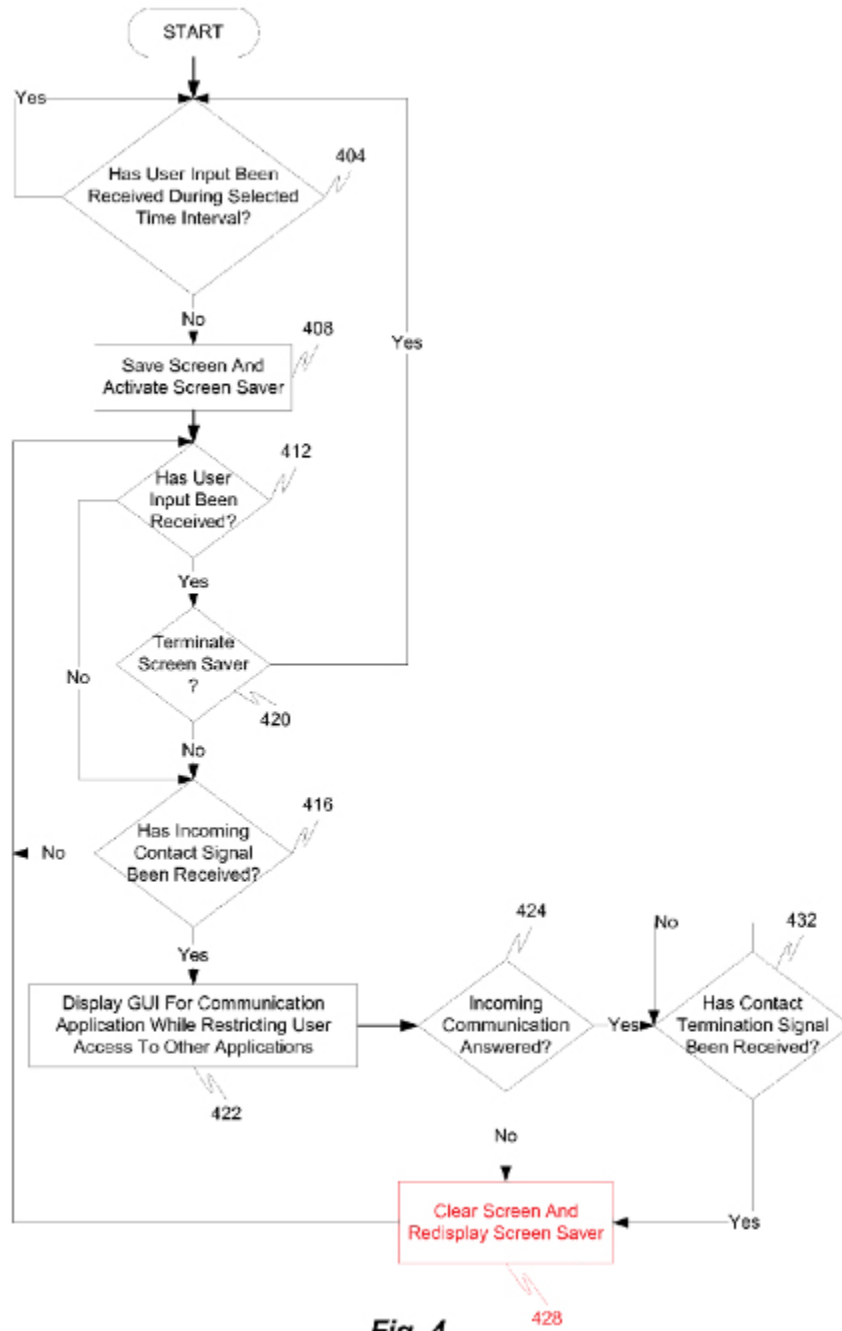 START
Yes
Has User Input Been
Received During Selected
Time Interval?
404
No
408
Save Screen And
Activate Screen Saver
Yes
412
Has User
Input Been
Received?
Yes
Terminate
Screen Saver
?
No
420
No
416
Has Incoming
Contact Signal
Been Received?
No
Yes
424
No
432
Display GUI For Communication
Application While Restricting User
Access To Other Applications
422
Incoming
Communication
Answered?
Yes
Has Contact
Termination Signal
Been Received?
No
Clear Screen And
Redisplay Screen Saver
Yes
428
Fig. 4